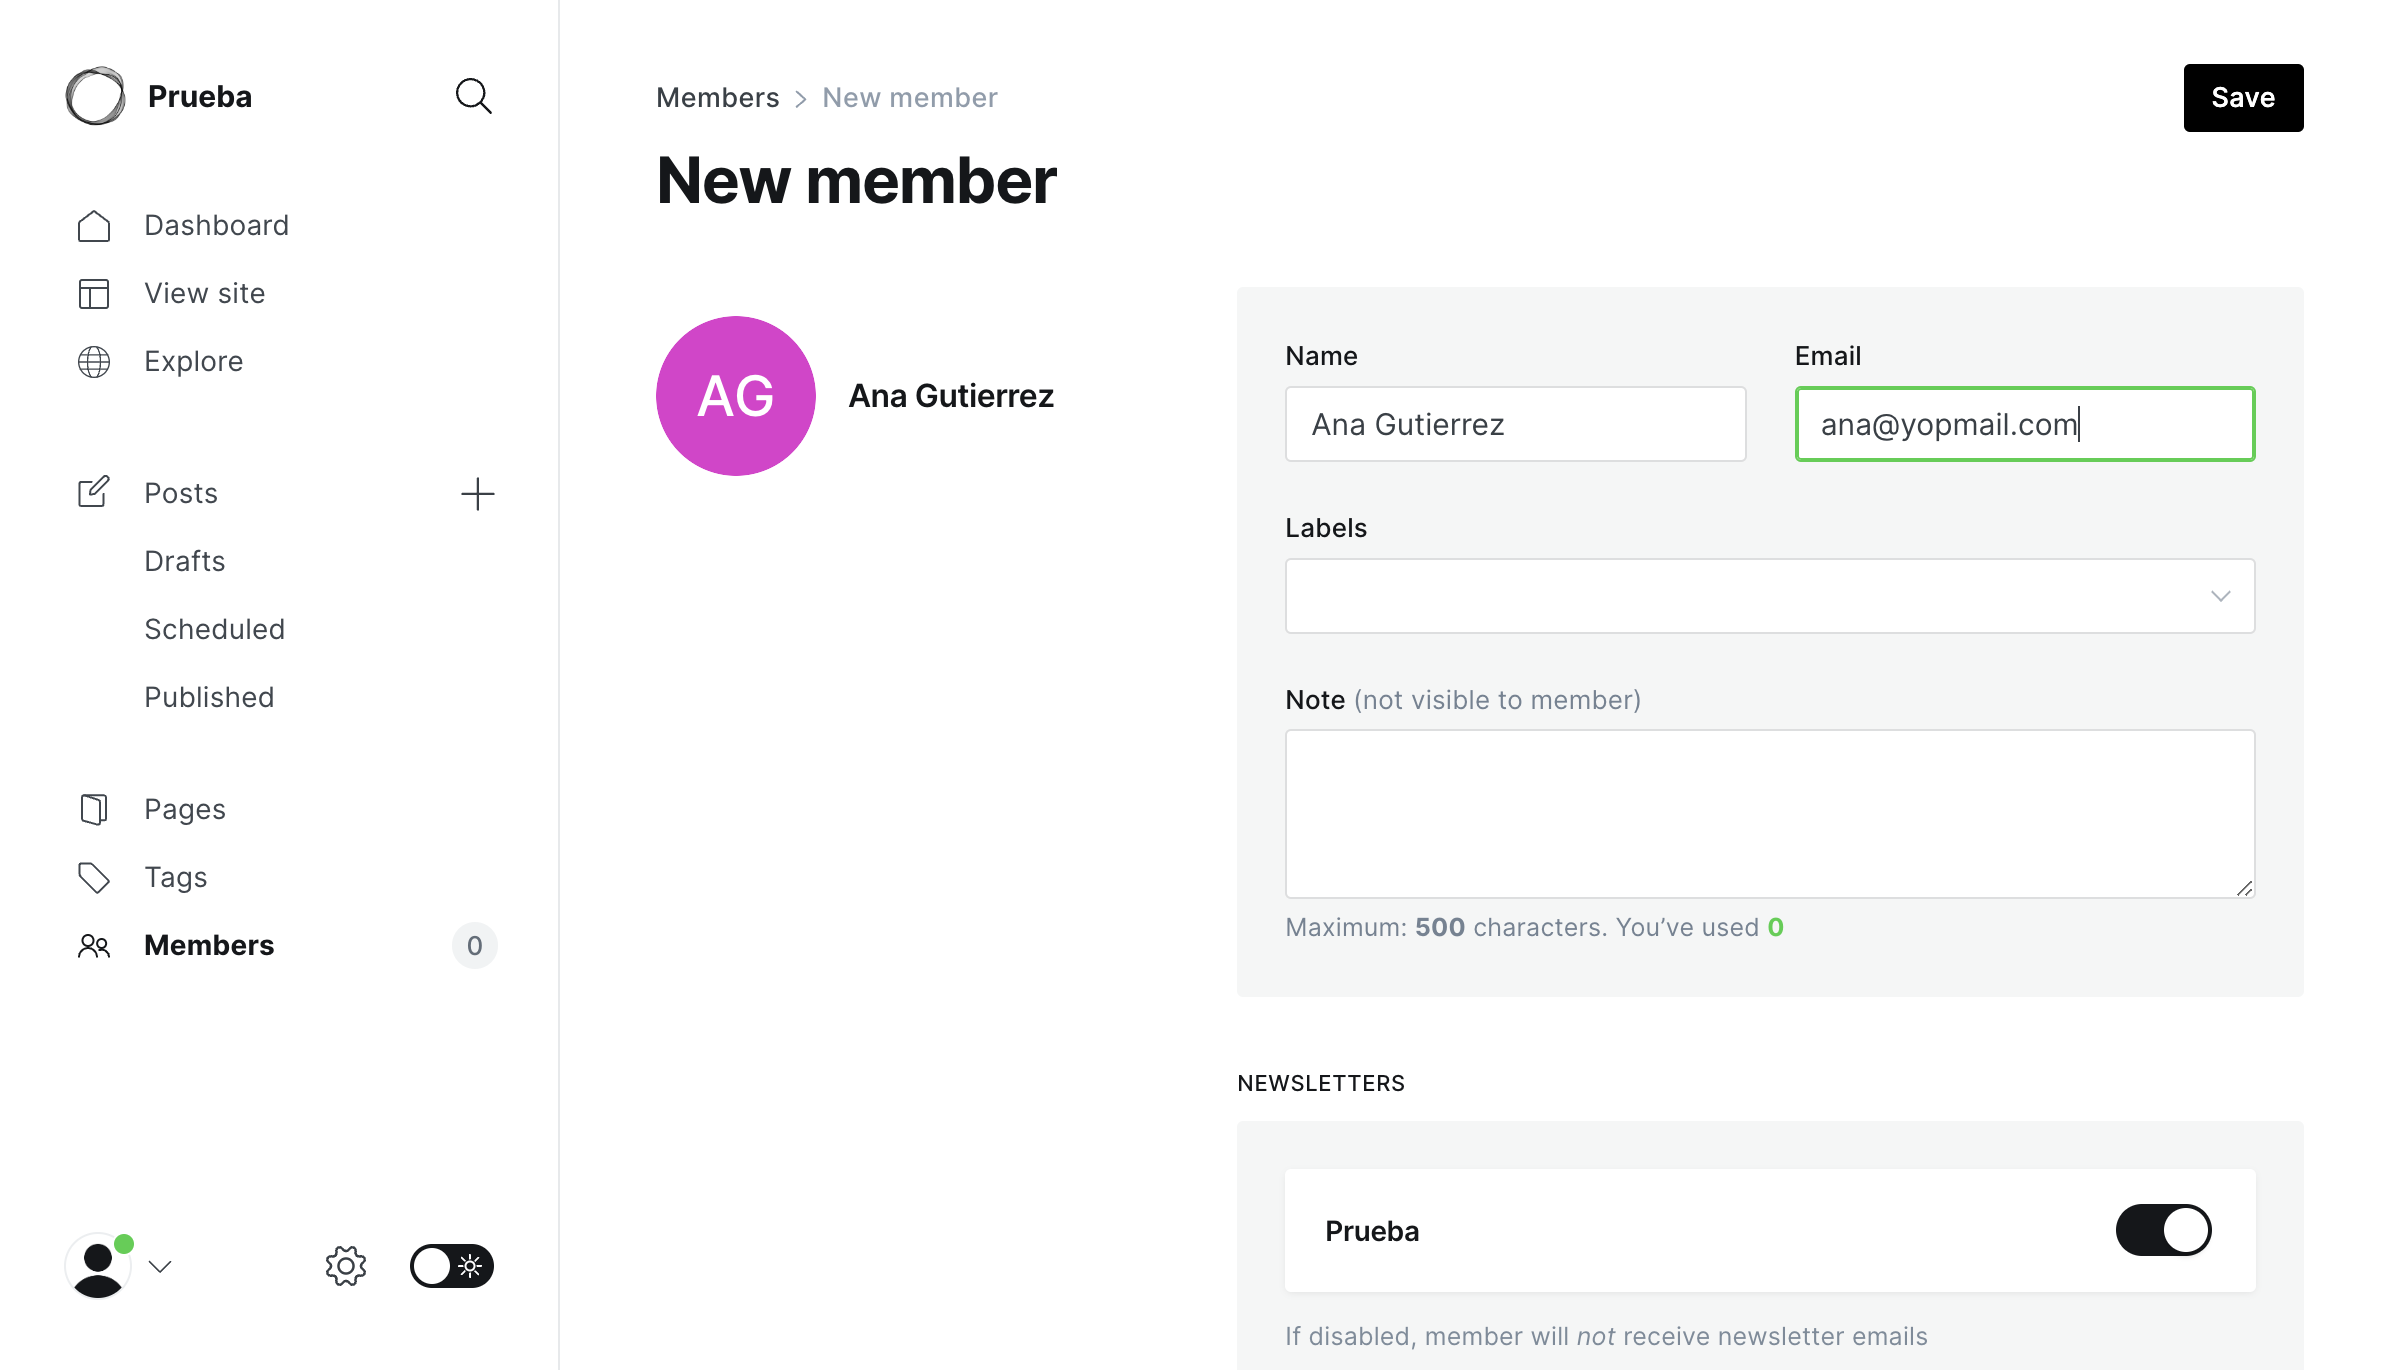 Prueba
Dashboard
View site
Explore
Posts
Drafts
Scheduled
Published
Pages
Tags
Members 0
Members > New member
Save
New member
AG
Ana Gutierrez
Name
Email
Ana Gutierrez
ana@yopmail.com
Labels
Note (not visible to member)
Maximum: 500 characters. You’ve used 0
NEWSLETTERS
Prueba
If disabled, member will not receive newsletter emails